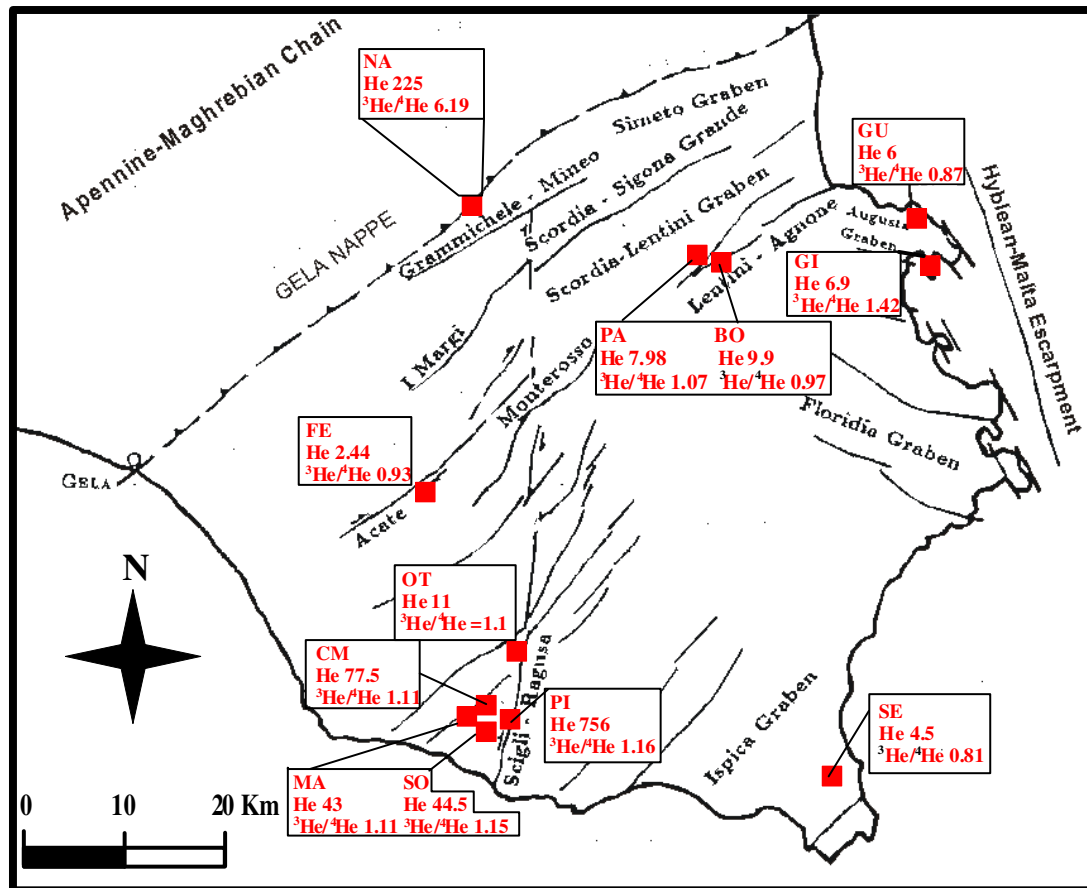 Apennine-Maghrebian Chain
NA
He 225
³He/⁴He 6.19
Simeto Graben
GU
He 6
³He/⁴He 0.87
Hyblean-Malta Escarpment
Grammichele - Mineo
Scordia - Sigona Grande
GELA NAPPE
Scordia-Lentini Graben
Lentini - Agnone
Augusta
Graben
GI
He 6.9
³He/⁴He 1.42
I Margi
PA
He 7.98
³He/⁴He 1.07
BO
He 9.9
³He/⁴He 0.97
Monterosso
Floridia Graben
FE
He 2.44
³He/⁴He 0.93
GELA
Acate
N
OT
He 11
³He/⁴He =1.1
CM
He 77.5
³He/⁴He 1.11
Scigli - Ragusa
PI
He 756
³He/⁴He 1.16
Ispica Graben
SE
He 4.5
³He/⁴He 0.81
MA
He 43
³He/⁴He 1.11
SO
He 44.5
³He/⁴He 1.15
0 10 20 Km